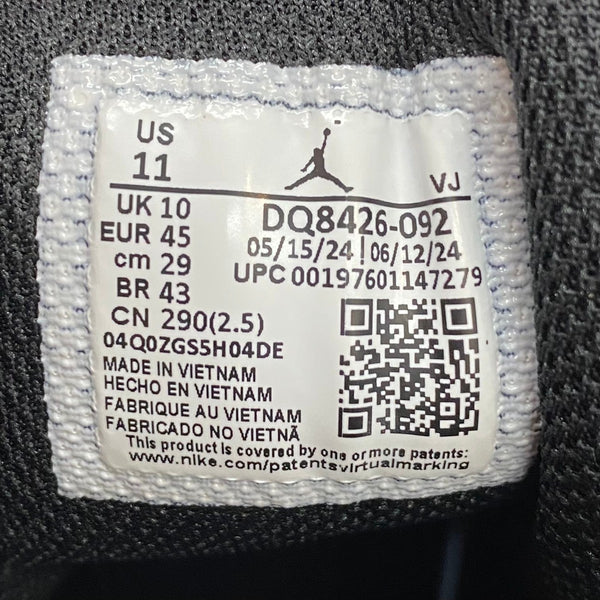 US
11
VJ
UK 10
DQ8426-092
EUR 45
05/15/24 | 06/12/24
cm 29
UPC 00197601147279
BR 43
CN 290(2.5)
04Q0ZGS5H04DE
MADE IN VIETNAM
HECHO EN VIETNAM
FABRIQUE AU VIETNAM
FABRICADO NO VIETNÃ
This product is covered by one or more patents:
www.nike.com/patentsvirtualmarking